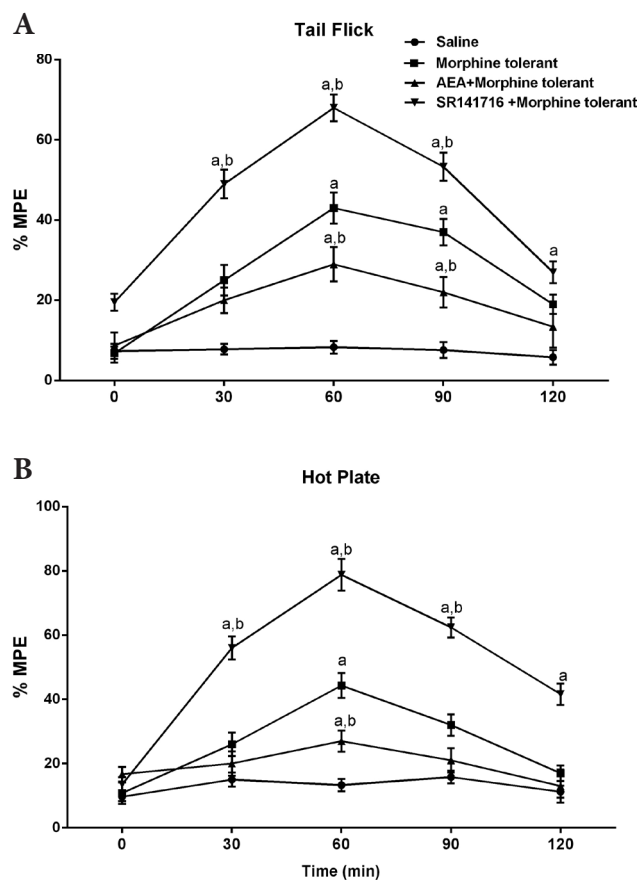 A
Tail Flick
Saline
Morphine tolerant
AEA+Morphine tolerant
SR141716 +Morphine tolerant
80
60
40
20
0
% MPE
a,b
a,b
a
a,b
a,b
a
a,b
a
0 30 60 90 120
B
Hot Plate
100
80
60
40
20
0
% MPE
a,b
a,b
a
a,b
a,b
a
0 30 60 90 120
Time (min)